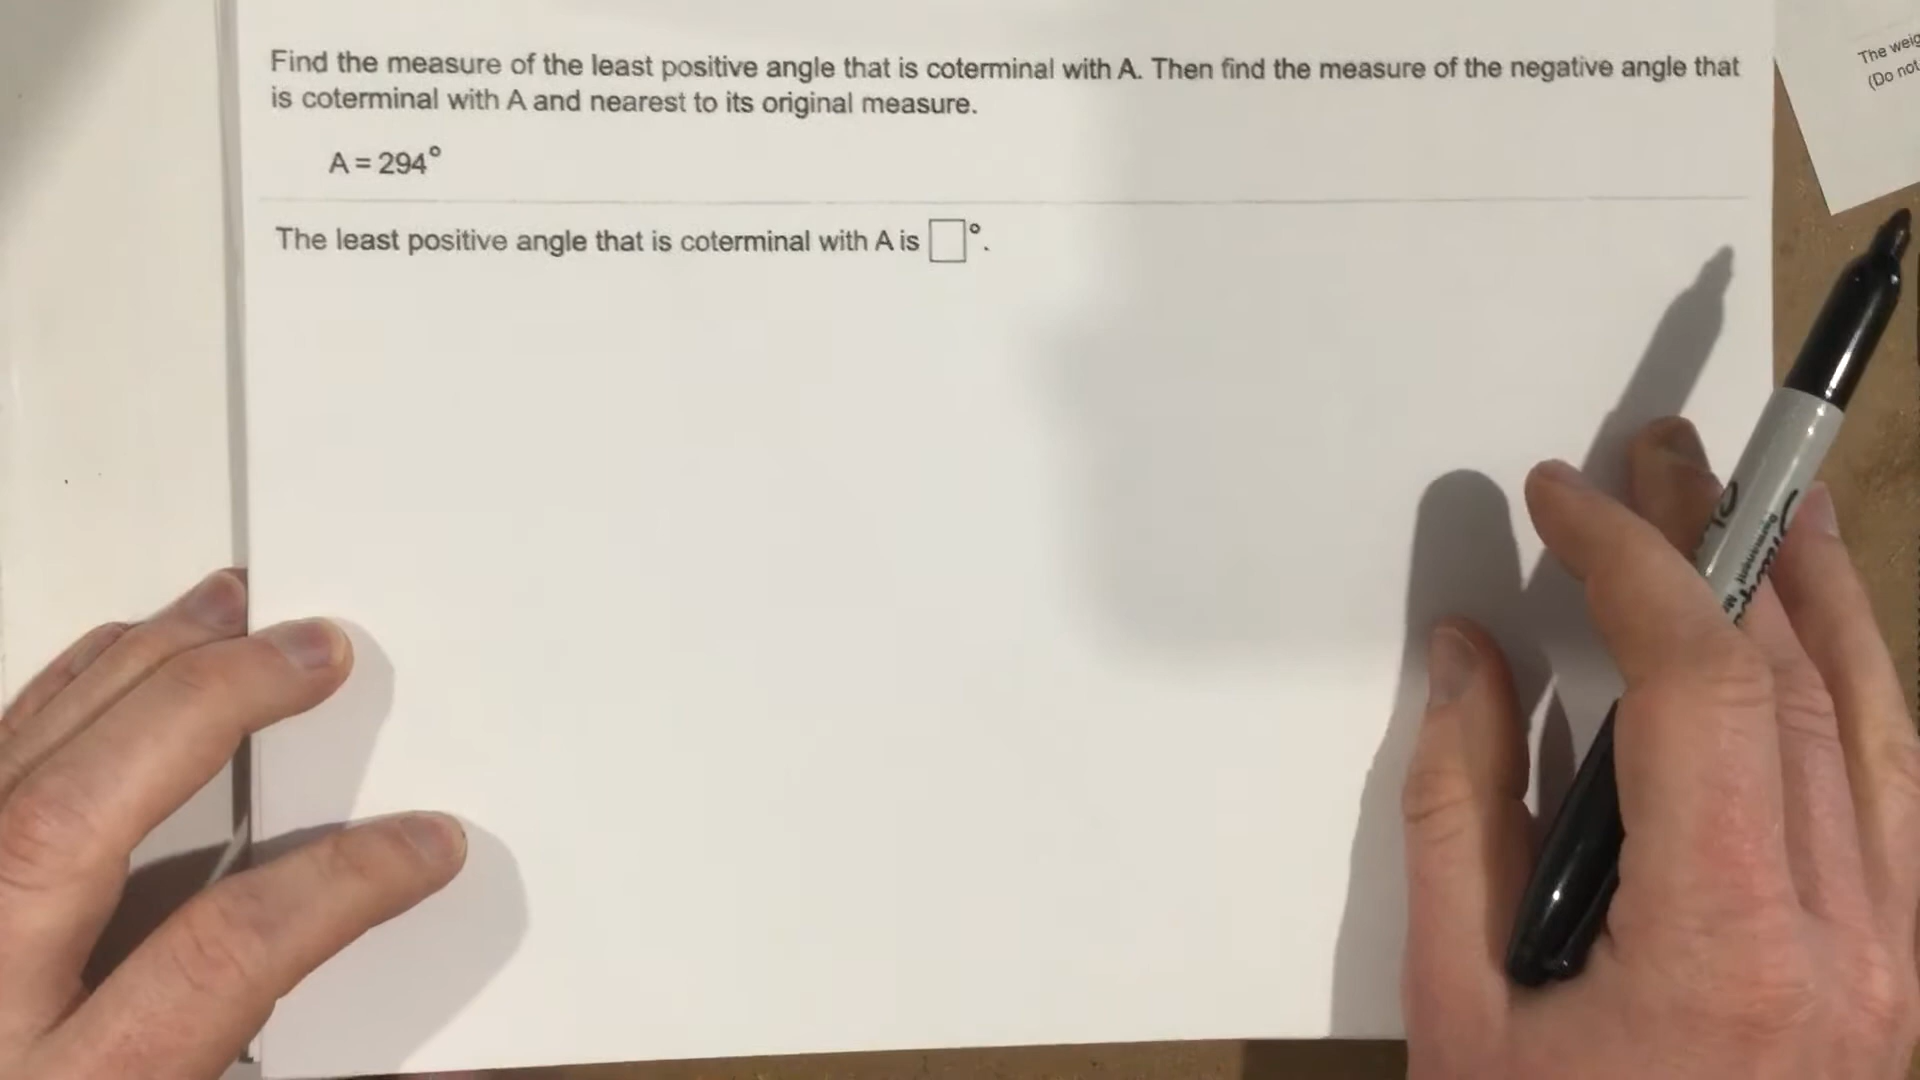 Find the measure of the least positive angle that is coterminal with A. Then find the measure of the negative angle that
is coterminal with A and nearest to its original measure.
A = 294°
The least positive angle that is coterminal with A is □°.
The
(Do not